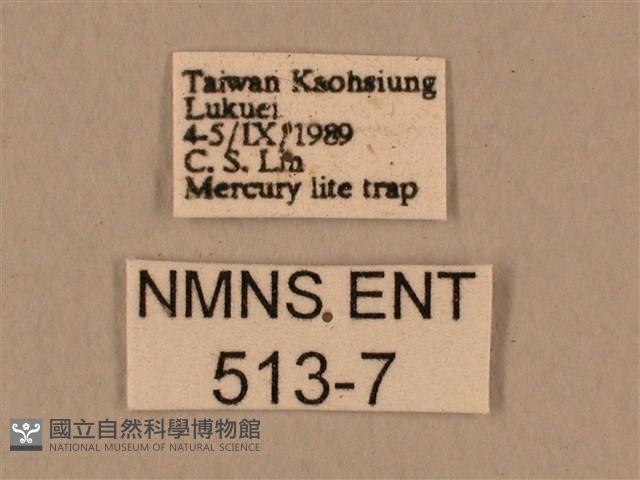 Taiwan Kaohsiung
Lukuei
4-5/IX/1989
C. S. Lin
Mercury lite trap
NMNS.ENT
513-7
國立自然科學博物館
NATIONAL MUSEUM OF NATURAL SCIENCE